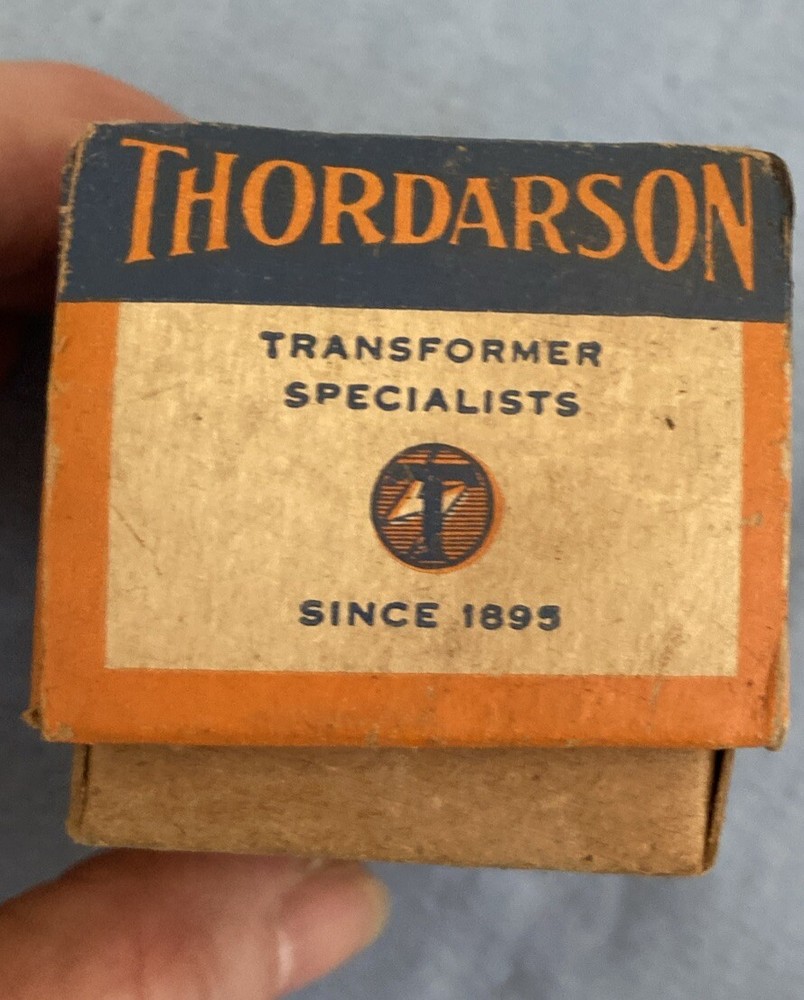 THORDARSON
TRANSFORMER
SPECIALISTS
T
SINCE 1895